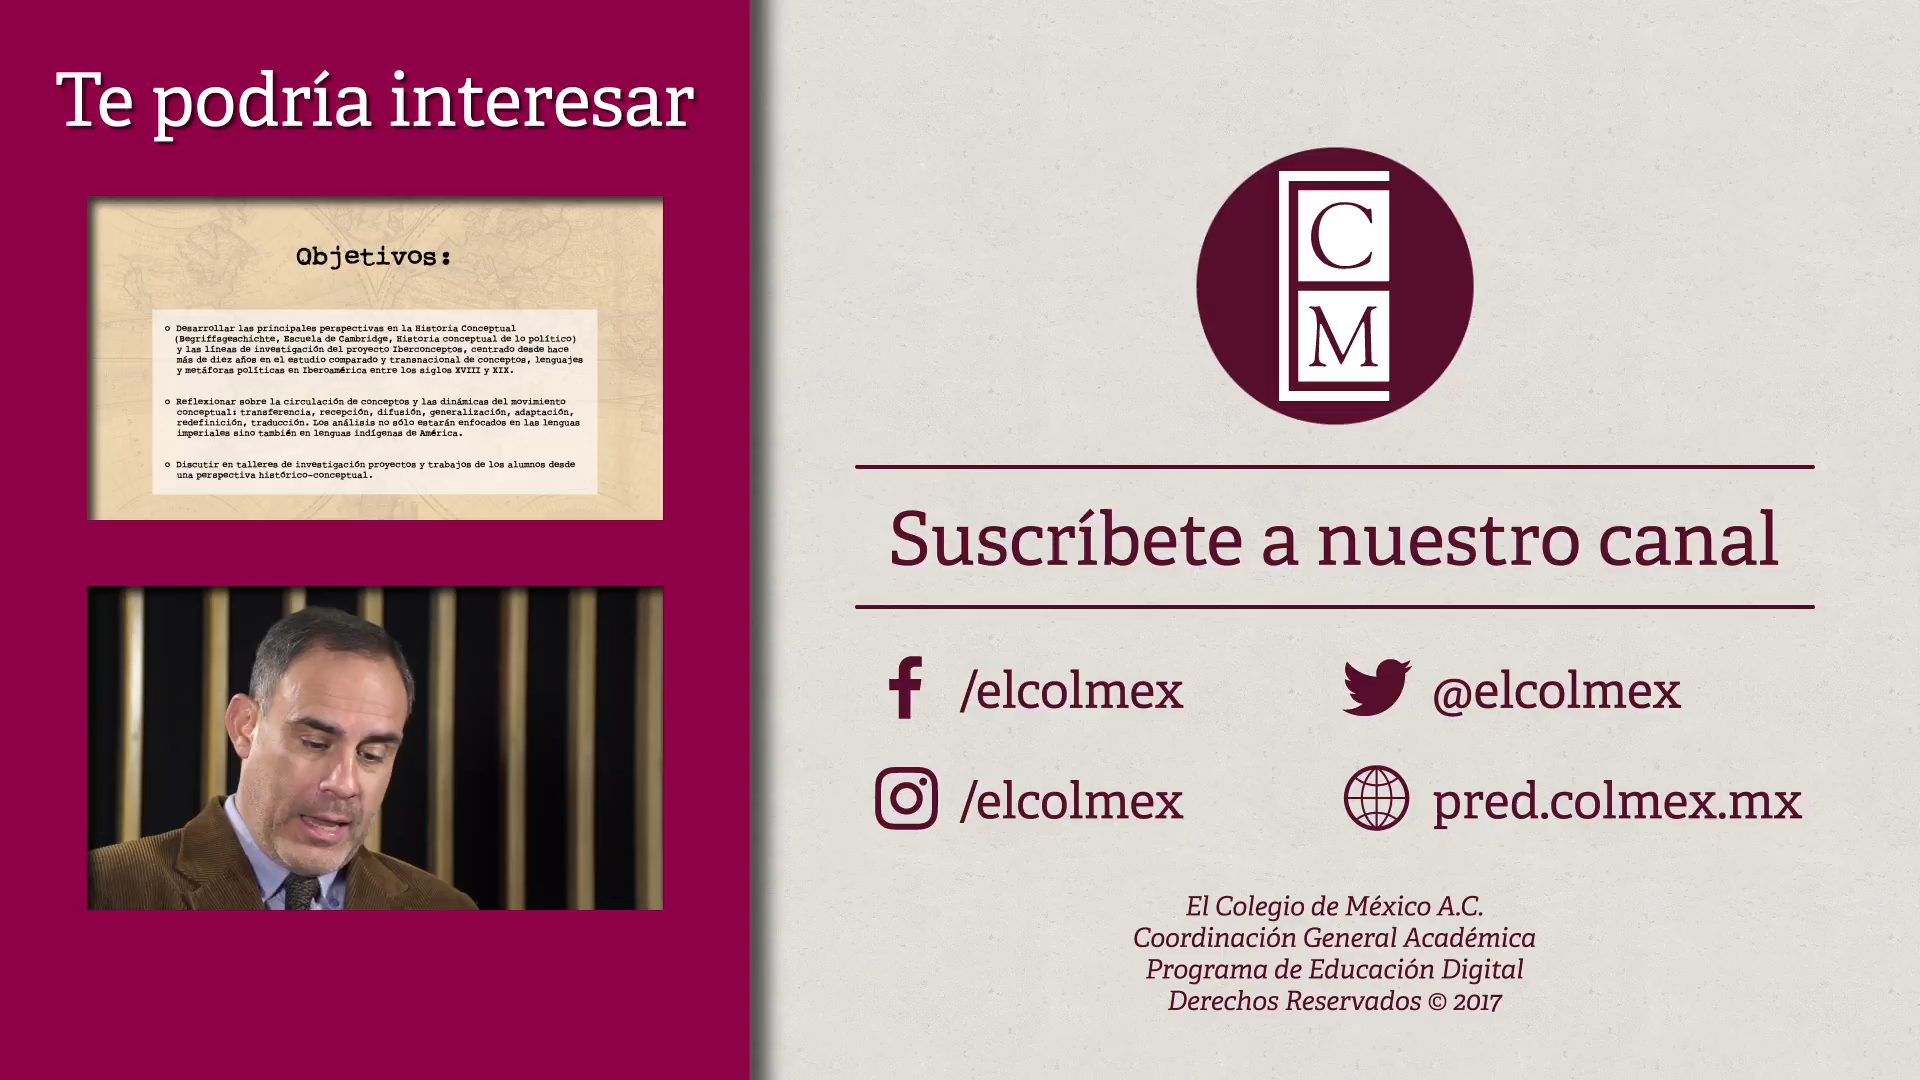 Te podría interesar
Objetivos:
o Desarrollar las principales perspectivas en la Historia Conceptual
(Begriffsgeschichte, Escuela de Cambridge, Historia conceptual de lo político)
y las líneas de investigación del proyecto Iberconceptos, centrado desde hace
más de diez años en el estudio comparado y transnacional de conceptos, lenguajes
y metáforas políticas en Iberoamérica entre los siglos XVIII y XIX.
o Reflexionar sobre la circulación de conceptos y las dinámicas del movimiento
conceptual: transferencia, recepción, difusión, generalización, adaptación,
redefinición, traducción. Los análisis no sólo estarán enfocados en las lenguas
imperiales sino también en lenguas indígenas de América.
o Discutir en talleres de investigación proyectos y trabajos de los alumnos desde
una perspectiva histórico-conceptual.
C
M
Suscríbete a nuestro canal
/elcolmex
@elcolmex
/elcolmex
pred.colmex.mx
El Colegio de México A.C.
Coordinación General Académica
Programa de Educación Digital
Derechos Reservados © 2017